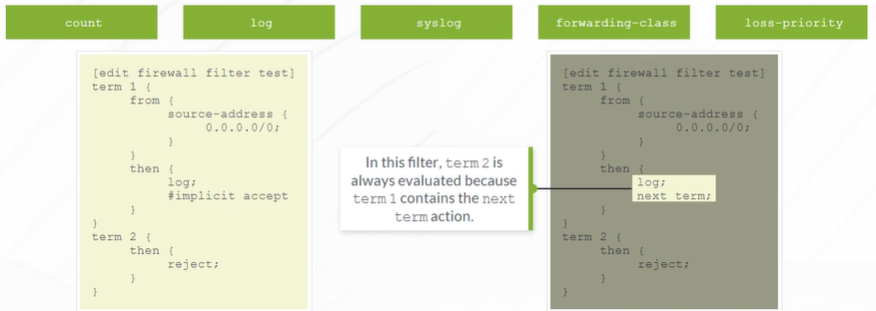 count
log
syslog
forwarding-class
loss-priority
[edit firewall filter test]
term 1 {
from {
source-address {
0.0.0.0/0;
}
}
then {
log;
#implicit accept
}
}
term 2 {
then {
reject;
}
}
In this filter, term 2 is
always evaluated because
term 1 contains the next
term action.
[edit firewall filter test]
term 1 {
from {
source-address {
0.0.0.0/0;
}
}
then {
log;
next term;
}
}
term 2 {
then {
reject;
}
}